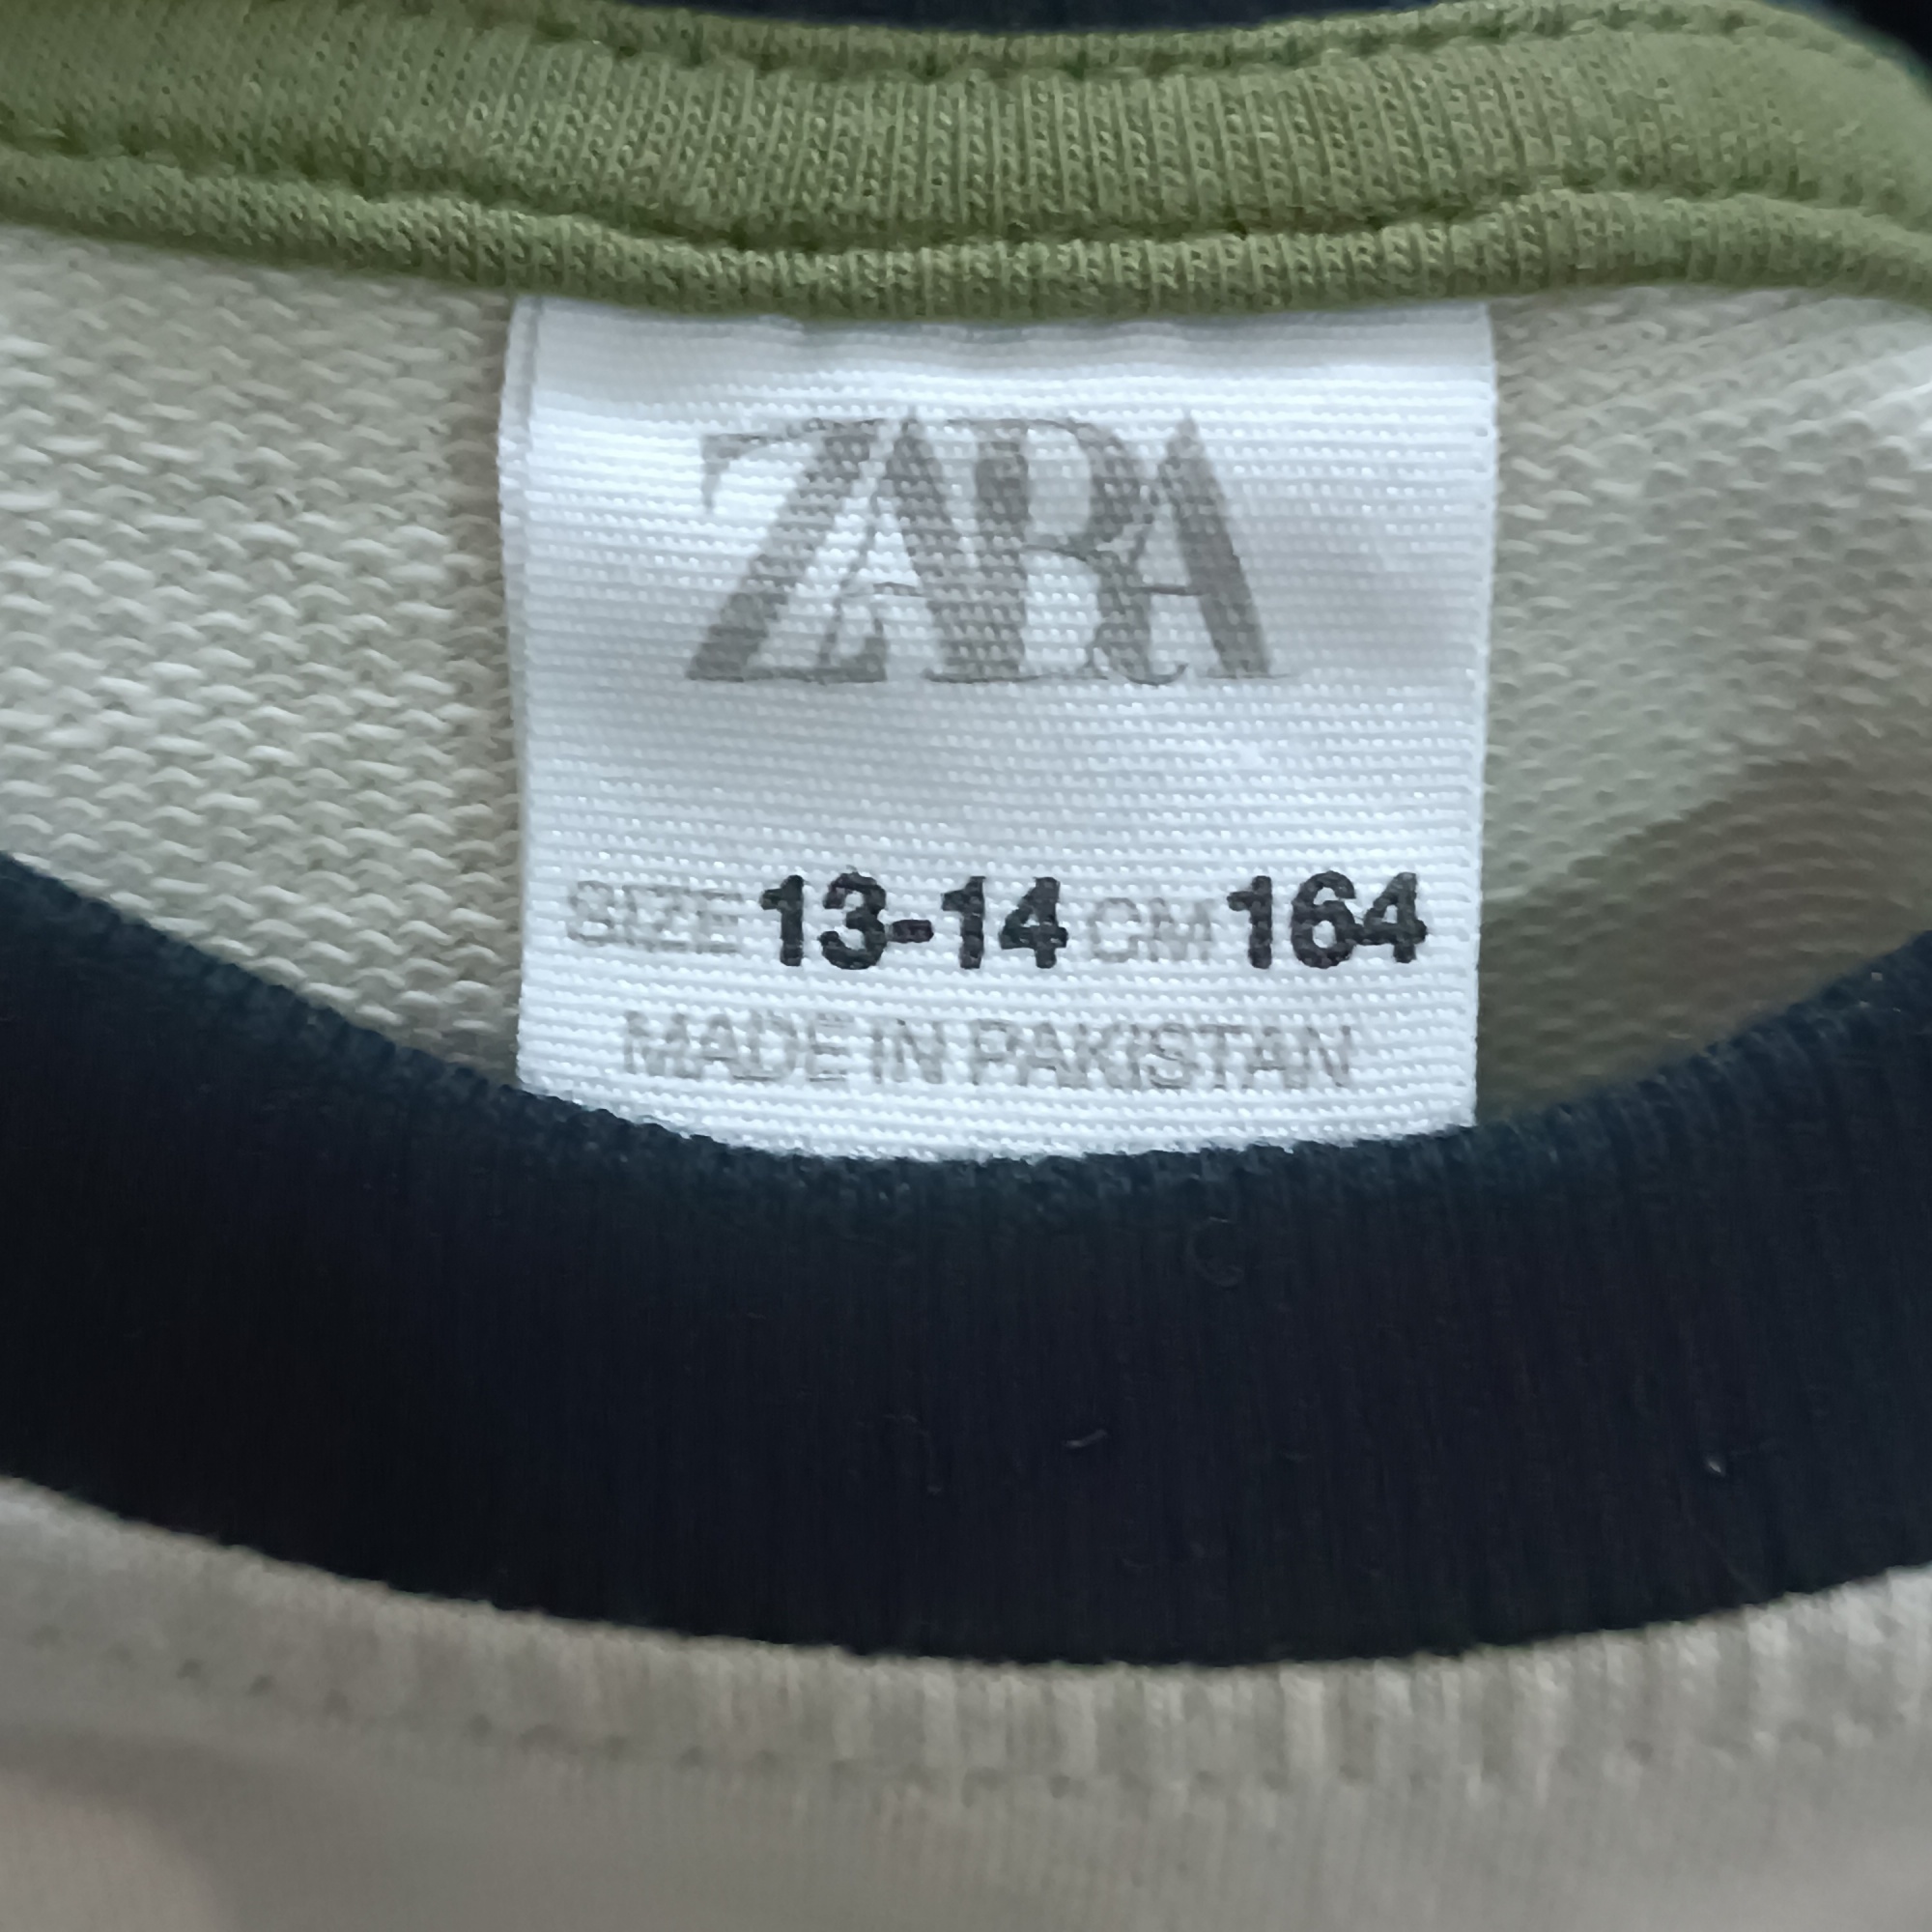 ZARA
SIZE 13-14 CM 164
MADE IN PAKISTAN